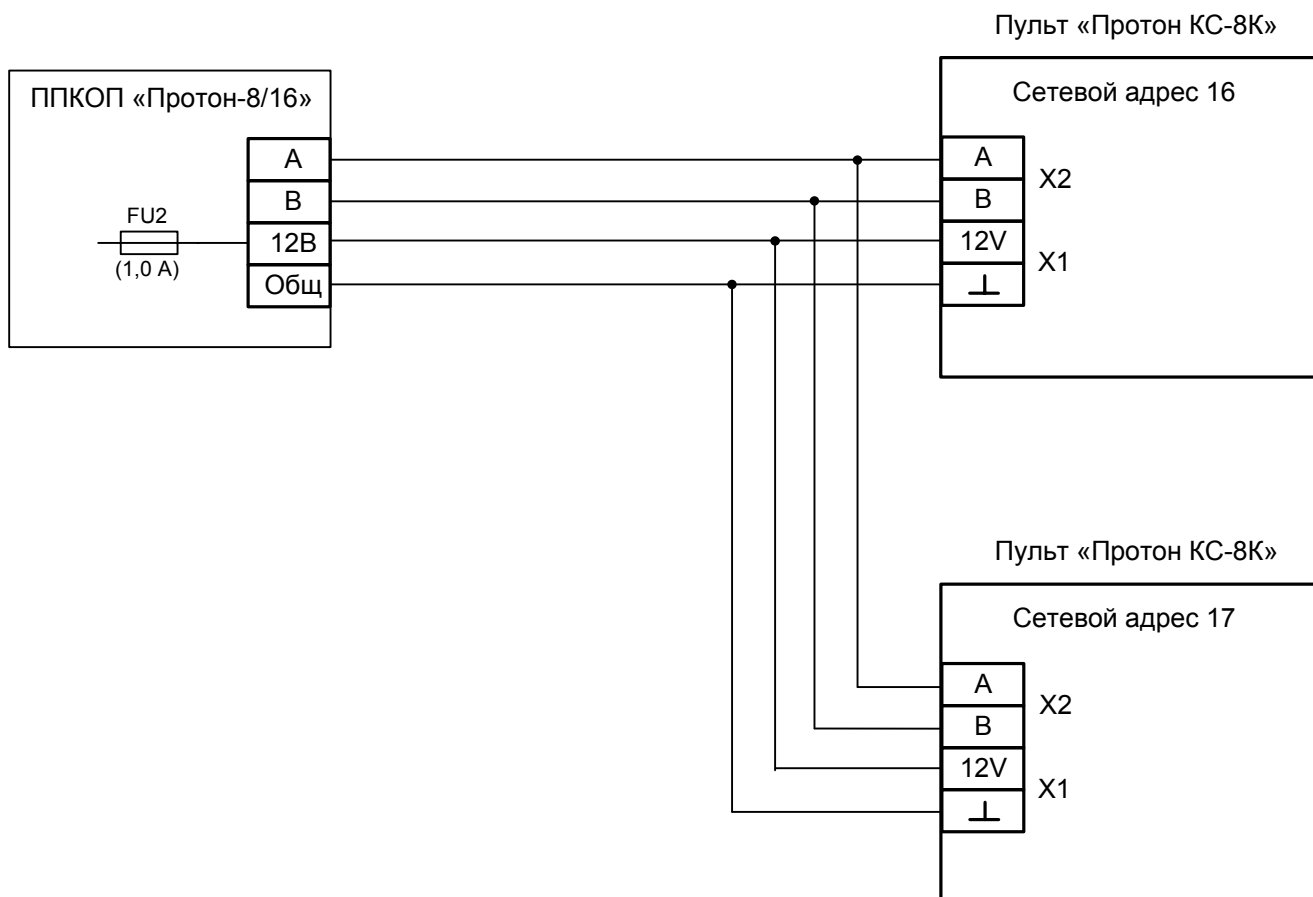 Пульт «Протон КС-8К»
Сетевой адрес 16
ППКОП «Протон-8/16»
А
В
12В
Общ
FU2
(1,0 А)
А
В
12V
⊥
X2
X1
Пульт «Протон КС-8К»
Сетевой адрес 17
А
В
12V
⊥
X2
X1